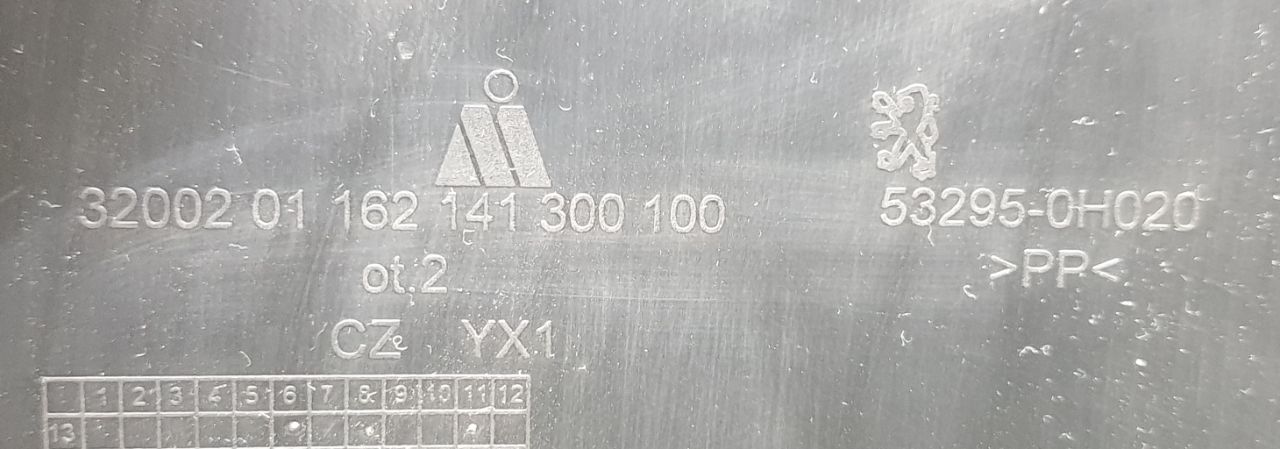 32002 01 162 141 300 100
53295-0H020
ot.2
>PP<
CZ YX1
1 2 3 4 5 6 7 8 9 10 11 12
13